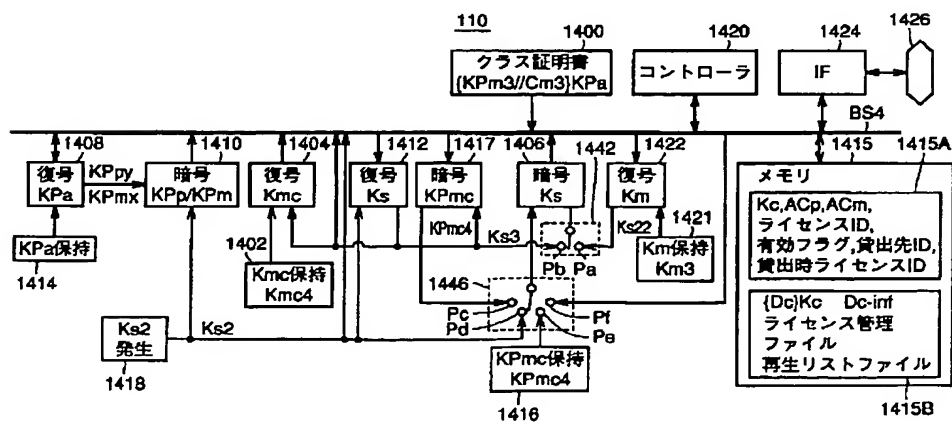 110
1400
クラス証明書
{KPm3//Cm3}KPa
1420
コントローラ
1424
IF
1426
BS4
1408
復号
KPa
KPpy
KPmx
1410
暗号
KPp/KPm
1404
復号
Kmc
1412
復号
Ks
1417
暗号
KPmc
1406
暗号
Ks
1442
1422
復号
Km
1415
1415A
メモリ
Kc,ACp,ACm,
ライセンスID,
有効フラグ,貸出先ID,
貸出時ライセンスID
{Dc}Kc Dc-inf
ライセンス管理
ファイル
再生リストファイル
1415B
KPa保持
1414
1402
Kmc保持
Kmc4
KPmc4
Ks3
Pb
Pa
Ks22
1421
Km保持
Km3
1446
Pc
Pd
Pf
Pe
Ks2
発生
1418
Ks2
KPmc保持
KPmc4
1416